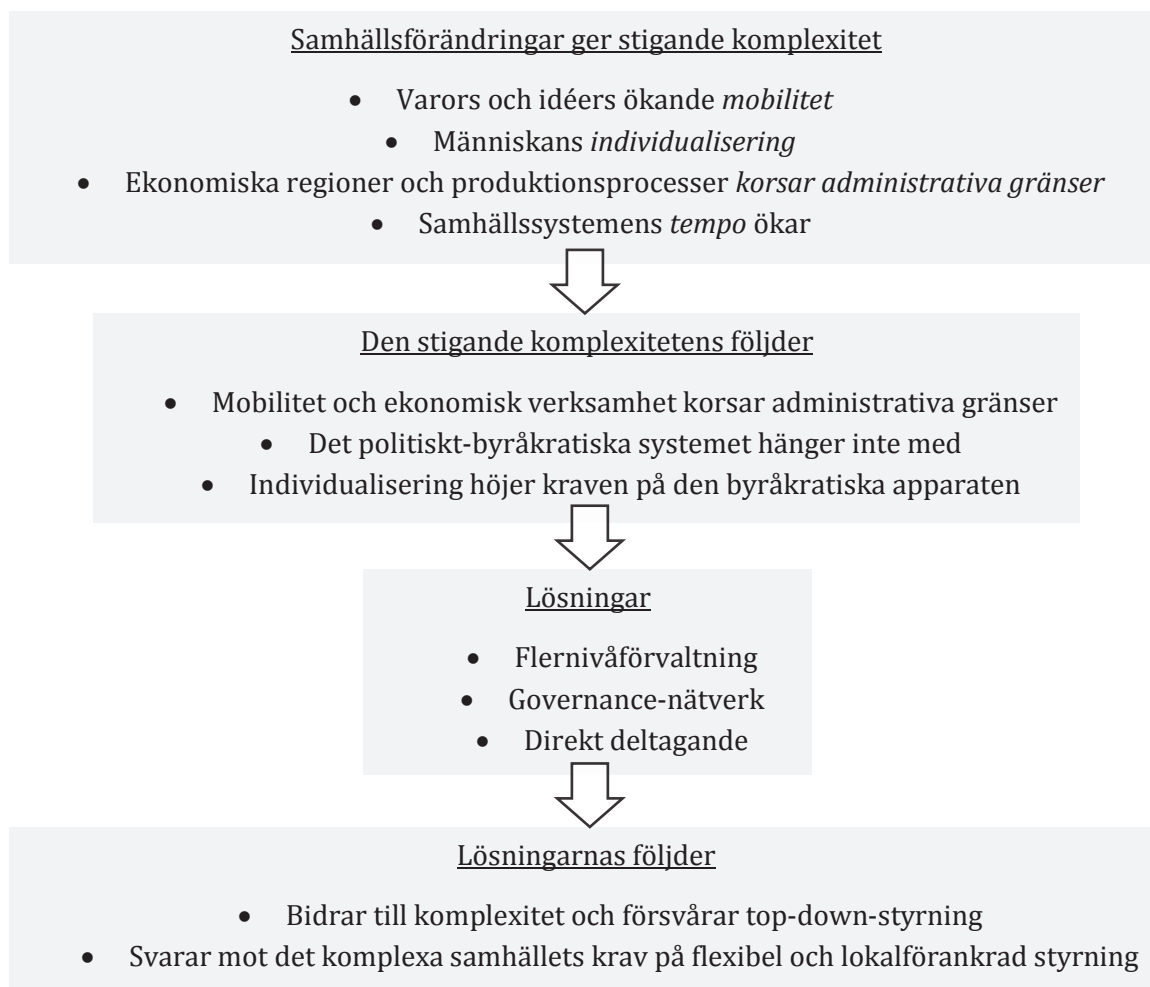 Samhällsförändringar ger stigande komplexitet
• Varors och idéers ökande mobilitet
• Människans individualisering
• Ekonomiska regioner och produktionsprocesser korsar administrativa gränser
• Samhällssystemens tempo ökar
Den stigande komplexitetens följder
• Mobilitet och ekonomisk verksamhet korsar administrativa gränser
• Det politiskt-byråkratiska systemet hänger inte med
• Individualisering höjer kraven på den byråkratiska apparaten
Lösningar
• Flernivåförvaltning
• Governance-nätverk
• Direkt deltagande
Lösningarnas följder
• Bidrar till komplexitet och försvårar top-down-styrning
• Svarar mot det komplexa samhällets krav på flexibel och lokalförankrad styrning